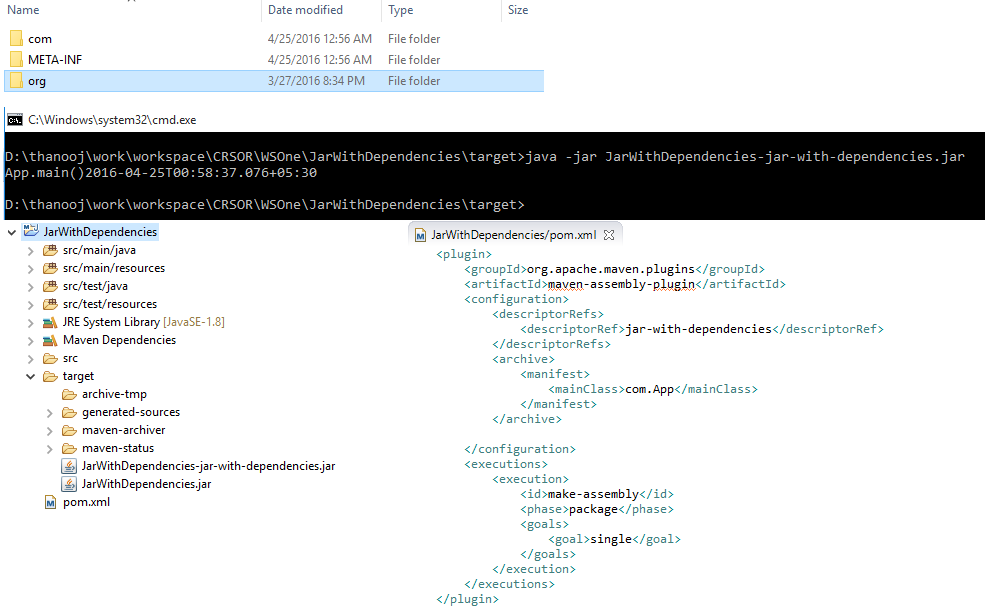 Name Date modified Type Size
com 4/25/2016 12:56 AM File folder
META-INF 4/25/2016 12:56 AM File folder
org 3/27/2016 8:34 PM File folder
C:\Windows\system32\cmd.exe
D:\thanooj\work\workspace\CRSOR\WSOne\JarWithDependencies\target>java -jar JarWithDependencies-jar-with-dependencies.jar
App.main()2016-04-25T00:58:37.076+05:30
D:\thanooj\work\workspace\CRSOR\WSOne\JarWithDependencies\target>
JarWithDependencies
src/main/java
src/main/resources
src/test/java
src/test/resources
JRE System Library [JavaSE-1.8]
Maven Dependencies
src
target
archive-tmp
generated-sources
maven-archiver
maven-status
JarWithDependencies-jar-with-dependencies.jar
JarWithDependencies.jar
pom.xml
JarWithDependencies/pom.xml
<plugin>
<groupId>org.apache.maven.plugins</groupId>
<artifactId>maven-assembly-plugin</artifactId>
<configuration>
<descriptorRefs>
<descriptorRef>jar-with-dependencies</descriptorRef>
</descriptorRefs>
<archive>
<manifest>
<mainClass>com.App</mainClass>
</manifest>
</archive>
</configuration>
<executions>
<execution>
<id>make-assembly</id>
<phase>package</phase>
<goals>
<goal>single</goal>
</goals>
</execution>
</executions>
</plugin>